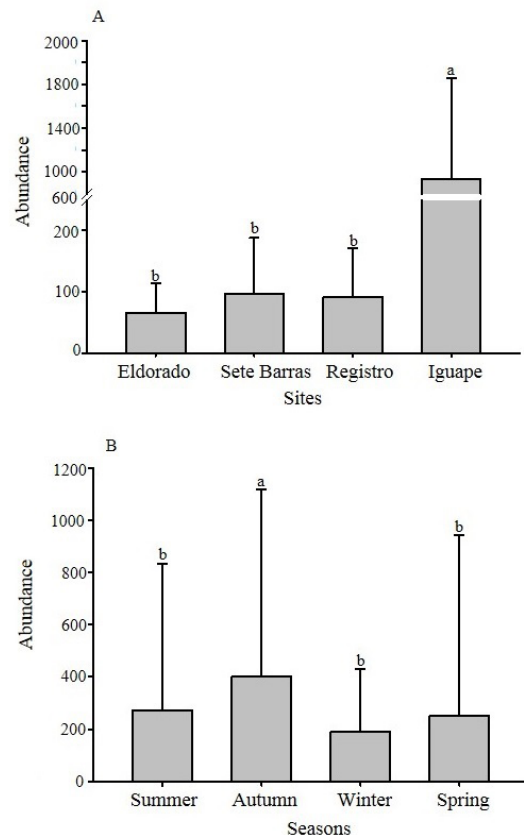 A
2000
1800
1400
1000
600
200
100
0
Abundance
b
b
b
a
Eldorado Sete Barras Registro Iguape
Sites
B
1200
1000
800
600
400
200
0
Abundance
b
a
b
b
Summer Autumn Winter Spring
Seasons